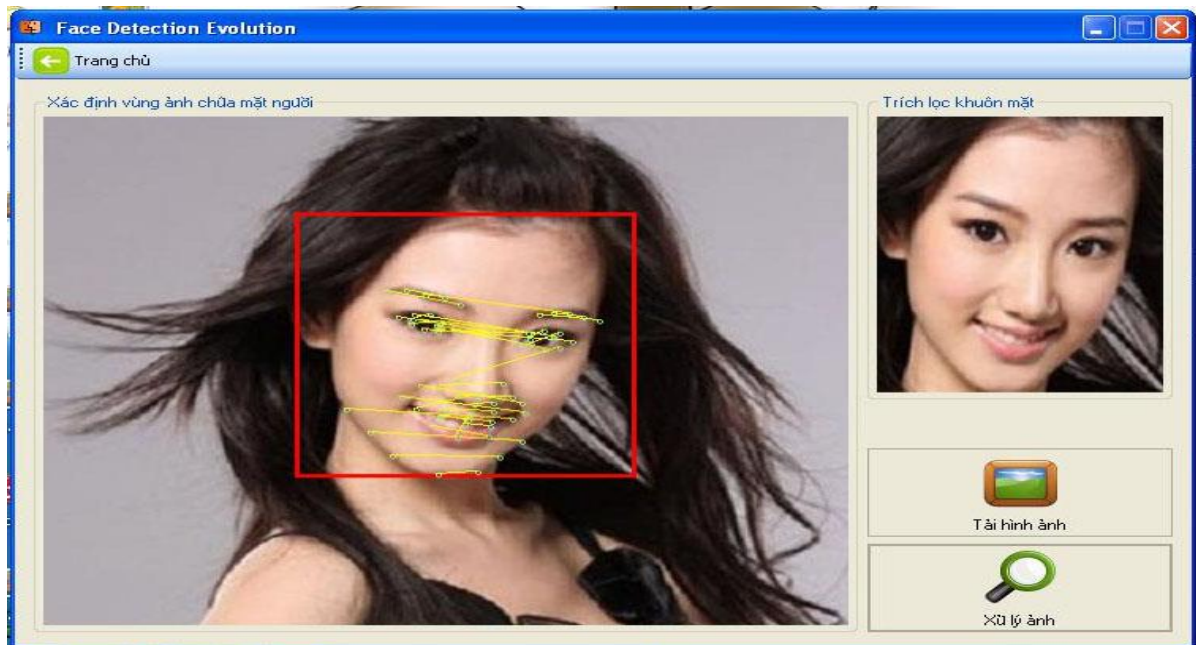 Face Detection Evolution
Trang chủ
Xác định vùng ảnh chứa mặt người
Trích lọc khuôn mặt
Tải hình ảnh
Xử lý ảnh